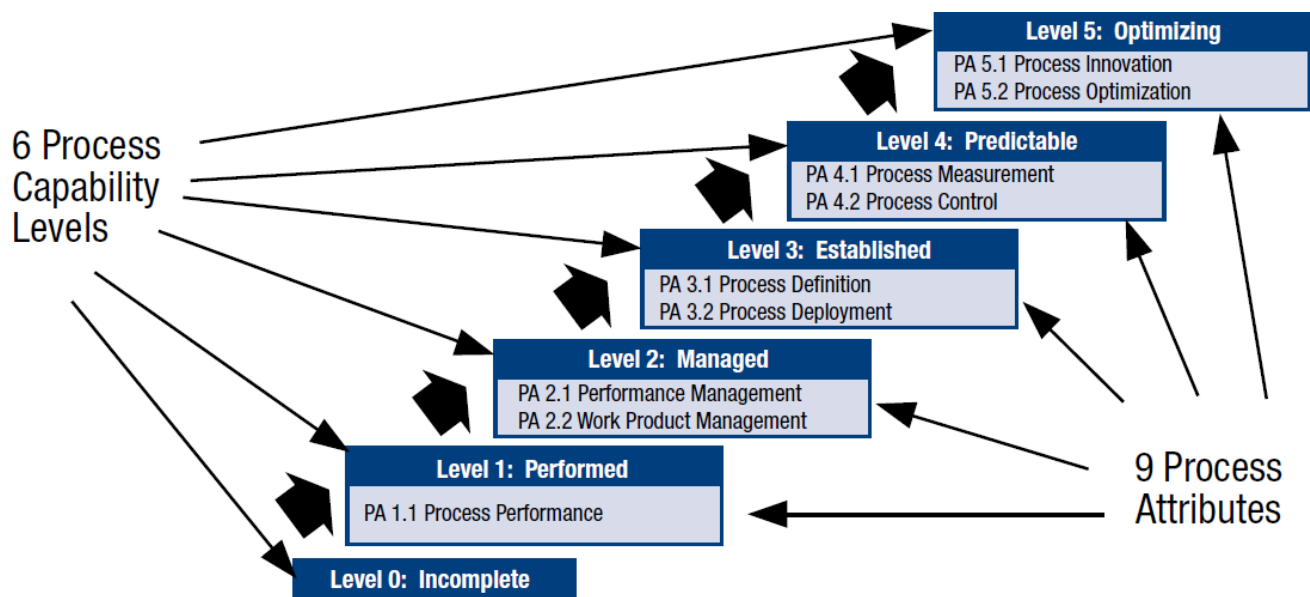 Level 5: Optimizing
PA 5.1 Process Innovation
PA 5.2 Process Optimization
6 Process
Capability
Levels
Level 4: Predictable
PA 4.1 Process Measurement
PA 4.2 Process Control
Level 3: Established
PA 3.1 Process Definition
PA 3.2 Process Deployment
Level 2: Managed
PA 2.1 Performance Management
PA 2.2 Work Product Management
Level 1: Performed
PA 1.1 Process Performance
9 Process
Attributes
Level 0: Incomplete